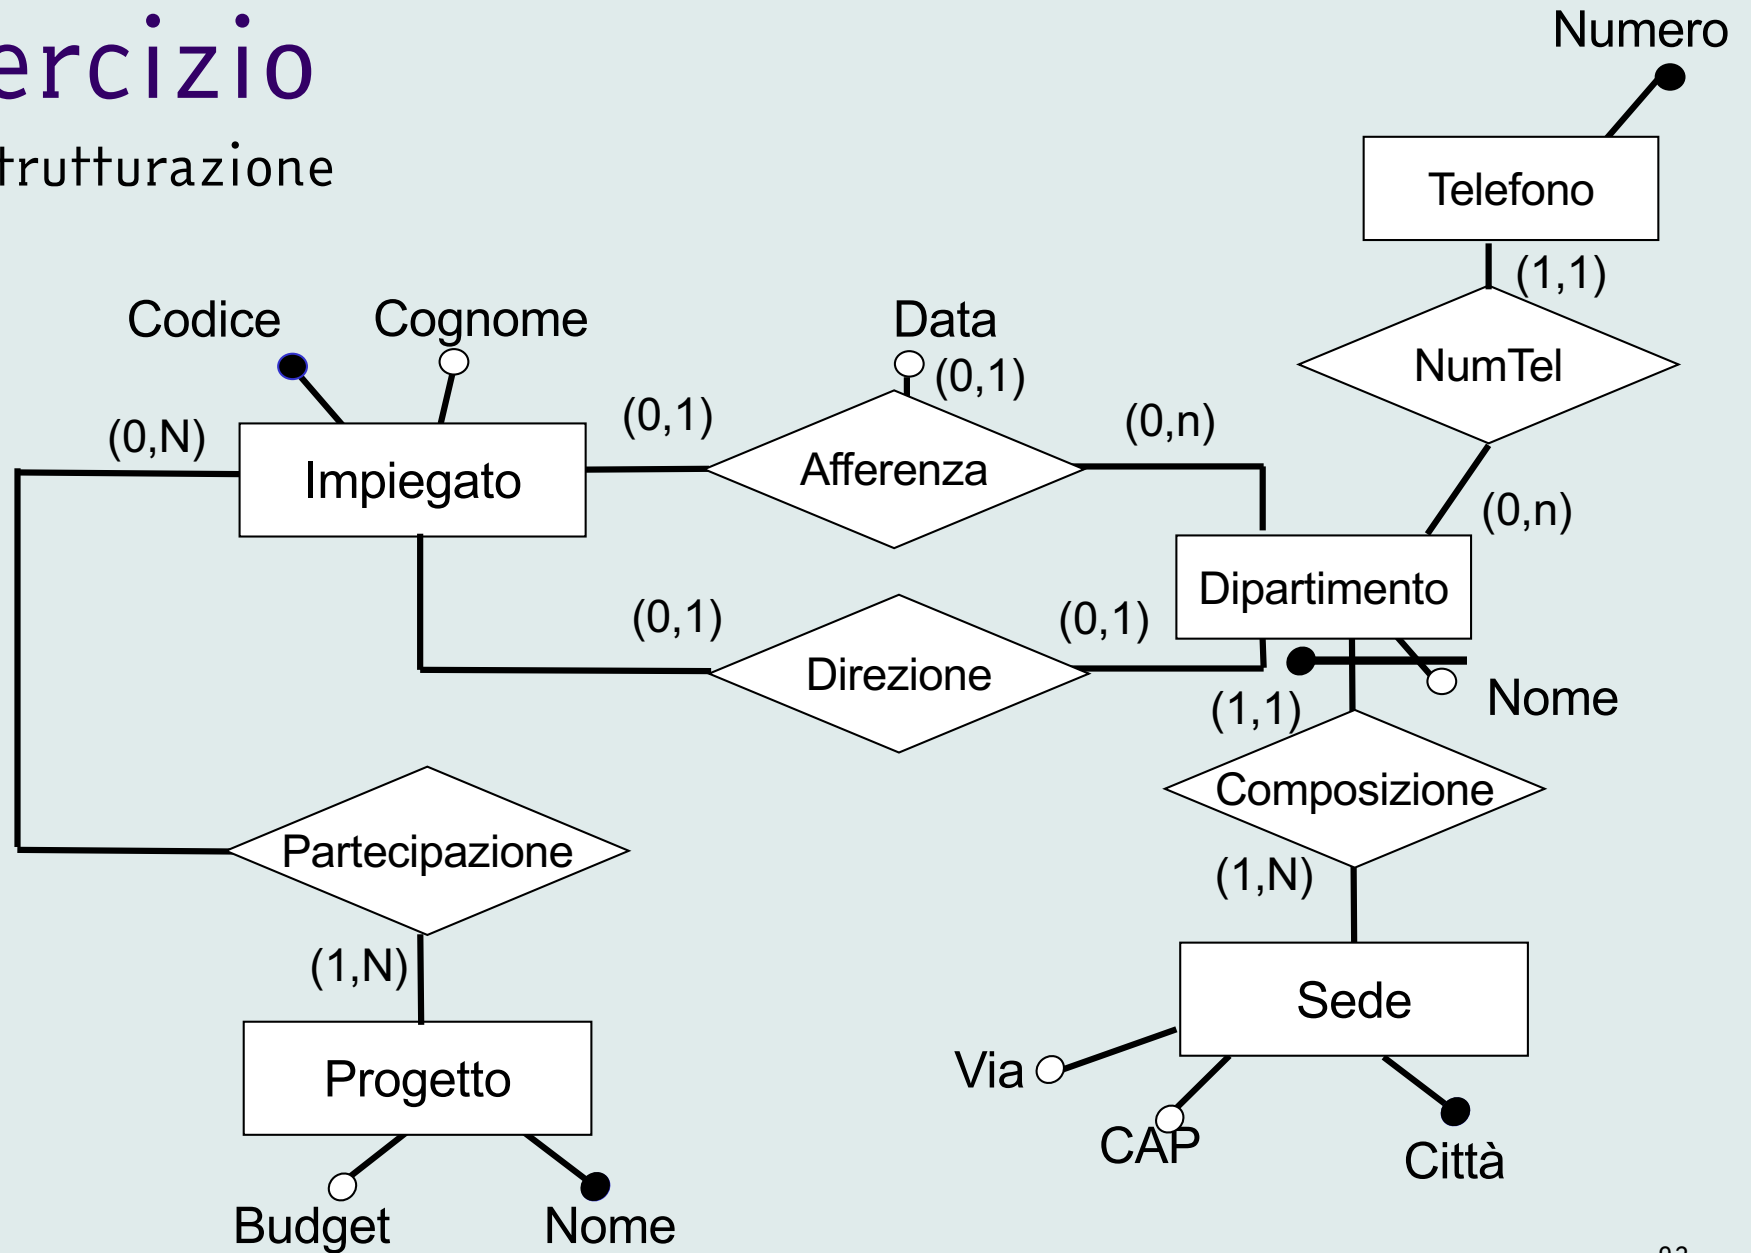 ercizio
trutturazione
Numero
Telefono
(1,1)
NumTel
(0,n)
Codice
Cognome
Data
(0,1)
(0,N)
Impiegato
(0,1)
Afferenza
(0,n)
Dipartimento
(0,1)
Direzione
(0,1)
Nome
(1,1)
Composizione
(1,N)
Partecipazione
(1,N)
Sede
Progetto
Via
CAP
Città
Budget
Nome